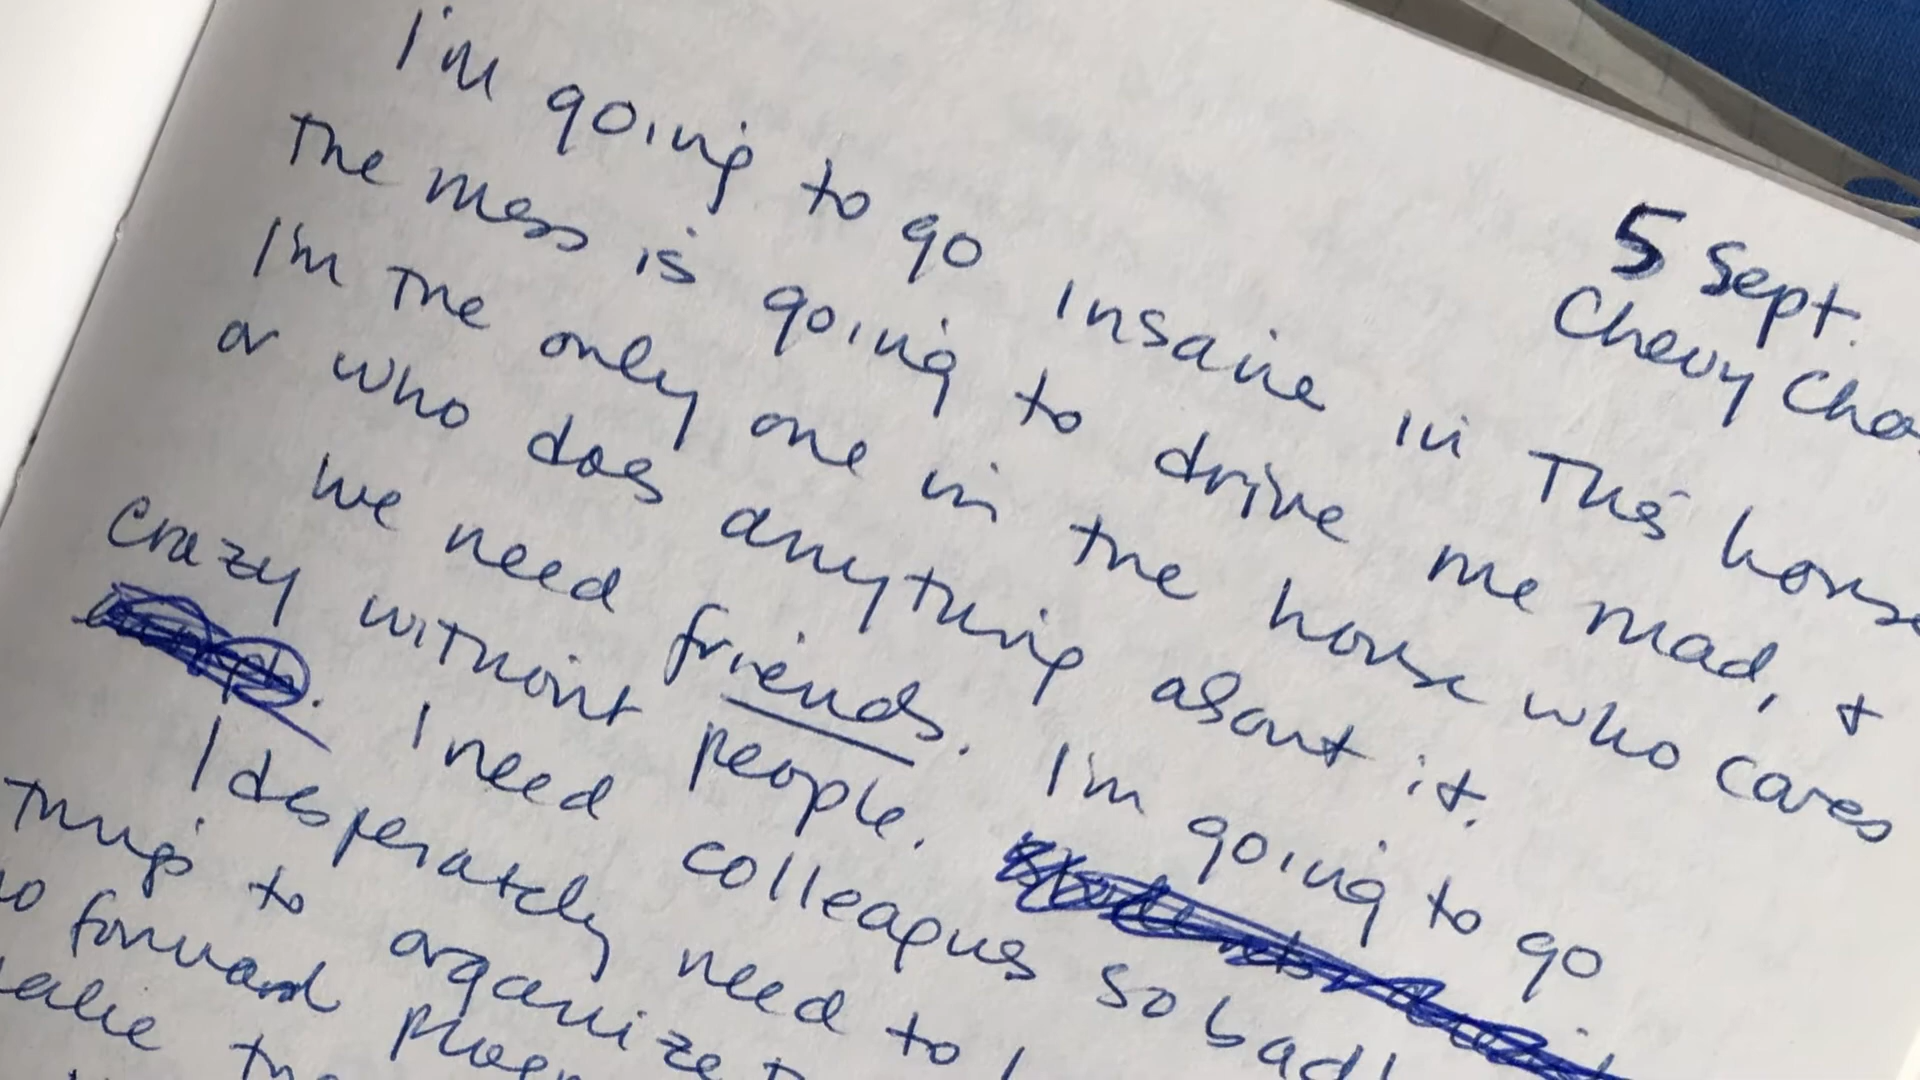 5 Sept.
Chevy
I'm going to go insane in This house
The mess is going to drive me mad, +
I'm the only one in the house who cares
or who does anything about it.
We need friends. I'm going to go
crazy without people.
I need colleagues so bad!
I desperately need to
Things to organize
forward